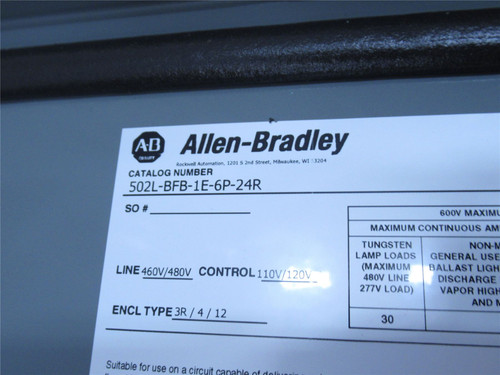 A-B
Allen-Bradley
Rockwell Automation, 1201 S 2nd Street, Milwaukee, WI 53204
CATALOG NUMBER
502L-BFB-1E-6P-24R
SO #
LINE 460V/480V CONTROL 110V/120V
ENCL TYPE 3R / 4 / 12
600V MAXIMU
MAXIMUM CONTINUOUS AM
TUNGSTEN
LAMP LOADS
(MAXIMUM
480V LINE
277V LOAD)
30
NON-M
GENERAL USE
BALLAST LIGH
DISCHARGE
VAPOR HIGH
AND M
Suitable for use on a circuit capable of